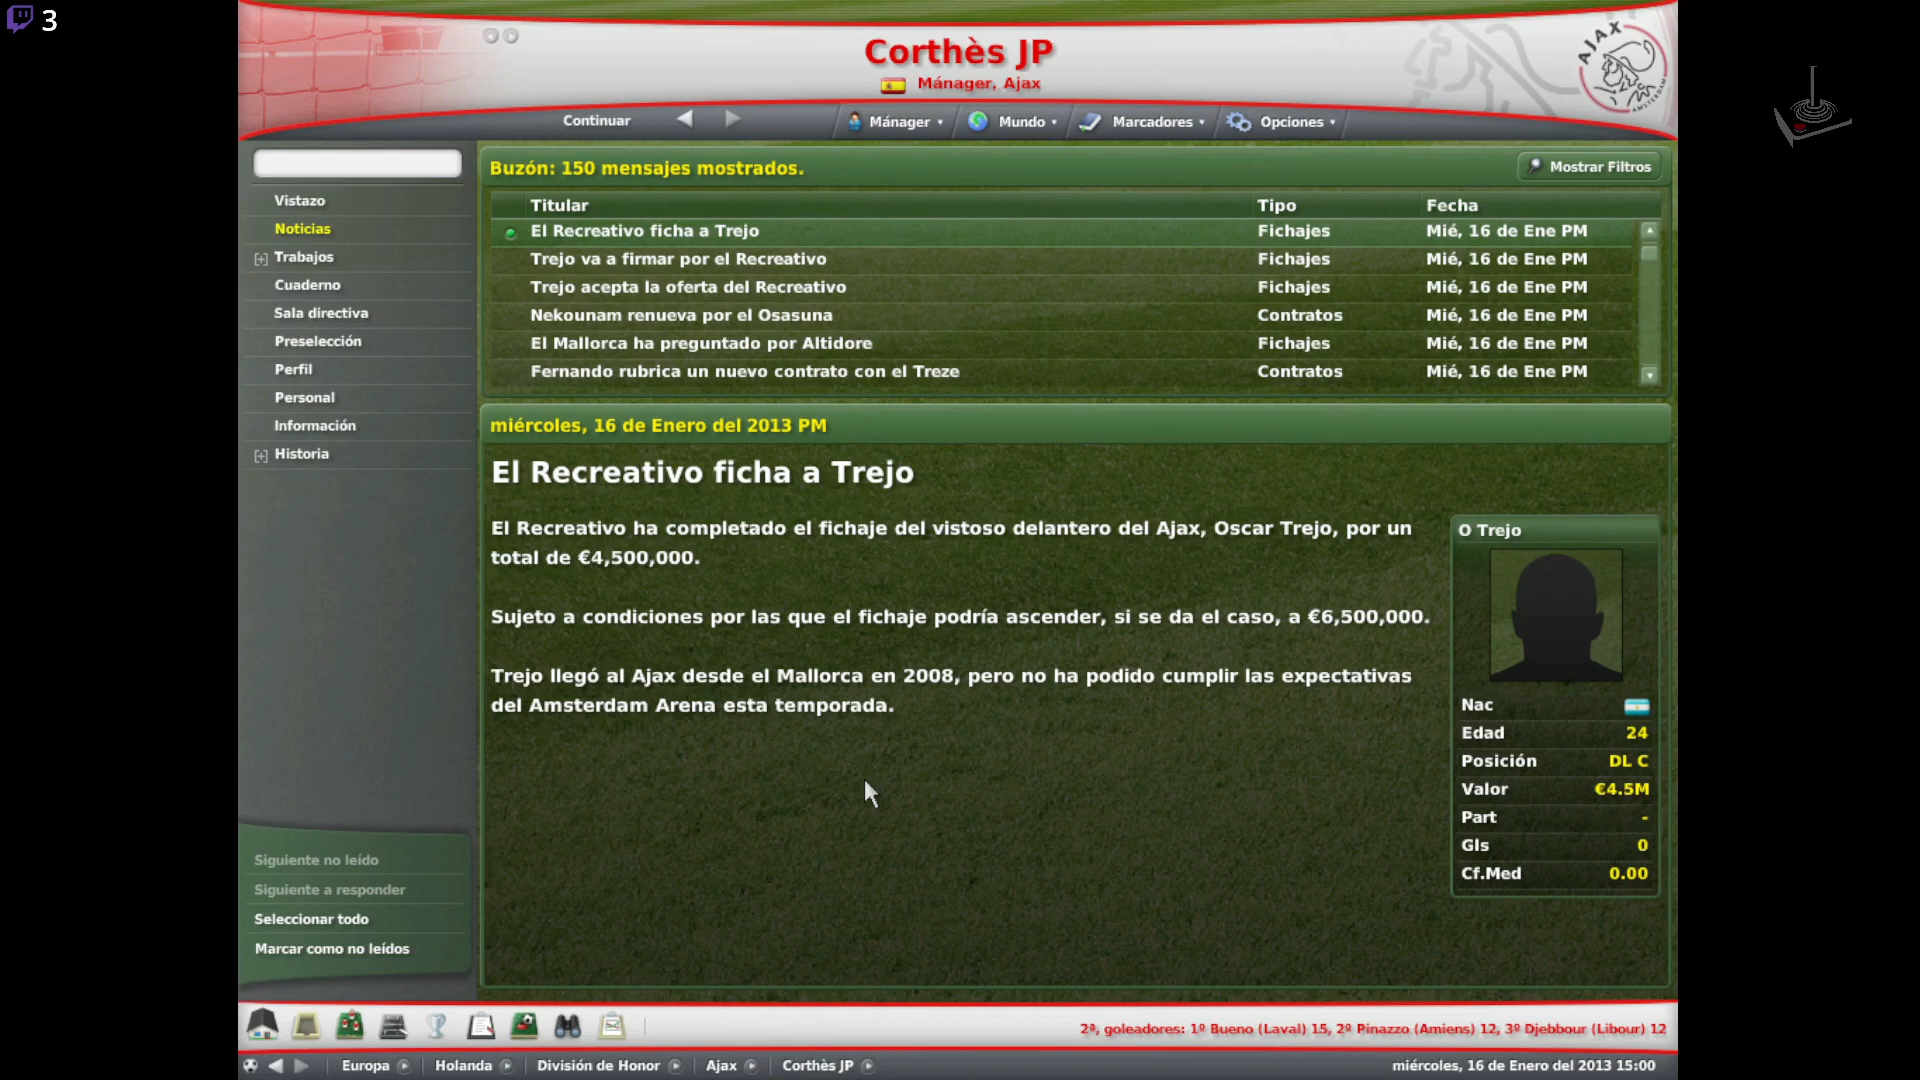 3
Corthès JP
Mánager, Ajax
AJAX
AMSTERDAM
Continuar
Mánager
Mundo
Marcadores
Opciones
Vistazo
Noticias
[+] Trabajos
Cuaderno
Sala directiva
Preselección
Perfil
Personal
Información
[+] Historia
Buzón: 150 mensajes mostrados.
Mostrar Filtros
Titular Tipo Fecha
El Recreativo ficha a Trejo Fichajes Mié, 16 de Ene PM
Trejo va a firmar por el Recreativo Fichajes Mié, 16 de Ene PM
Trejo acepta la oferta del Recreativo Fichajes Mié, 16 de Ene PM
Nekounam renueva por el Osasuna Contratos Mié, 16 de Ene PM
El Mallorca ha preguntado por Altidore Fichajes Mié, 16 de Ene PM
Fernando rubrica un nuevo contrato con el Treze Contratos Mié, 16 de Ene PM
miércoles, 16 de Enero del 2013 PM
El Recreativo ficha a Trejo
El Recreativo ha completado el fichaje del vistoso delantero del Ajax, Oscar Trejo, por un
total de €4,500,000.
Sujeto a condiciones por las que el fichaje podría ascender, si se da el caso, a €6,500,000.
Trejo llegó al Ajax desde el Mallorca en 2008, pero no ha podido cumplir las expectativas
del Amsterdam Arena esta temporada.
O Trejo
Nac
Edad 24
Posición DL C
Valor €4.5M
Part -
Gls 0
Cf.Med 0.00
Siguiente no leído
Siguiente a responder
Seleccionar todo
Marcar como no leídos
2ª, goleadores: 1º Bueno (Laval) 15, 2º Pinazzo (Amiens) 12, 3º Djebbour (Libour) 12
Europa
Holanda
División de Honor
Ajax
Corthès JP
miércoles, 16 de Enero del 2013 15:00